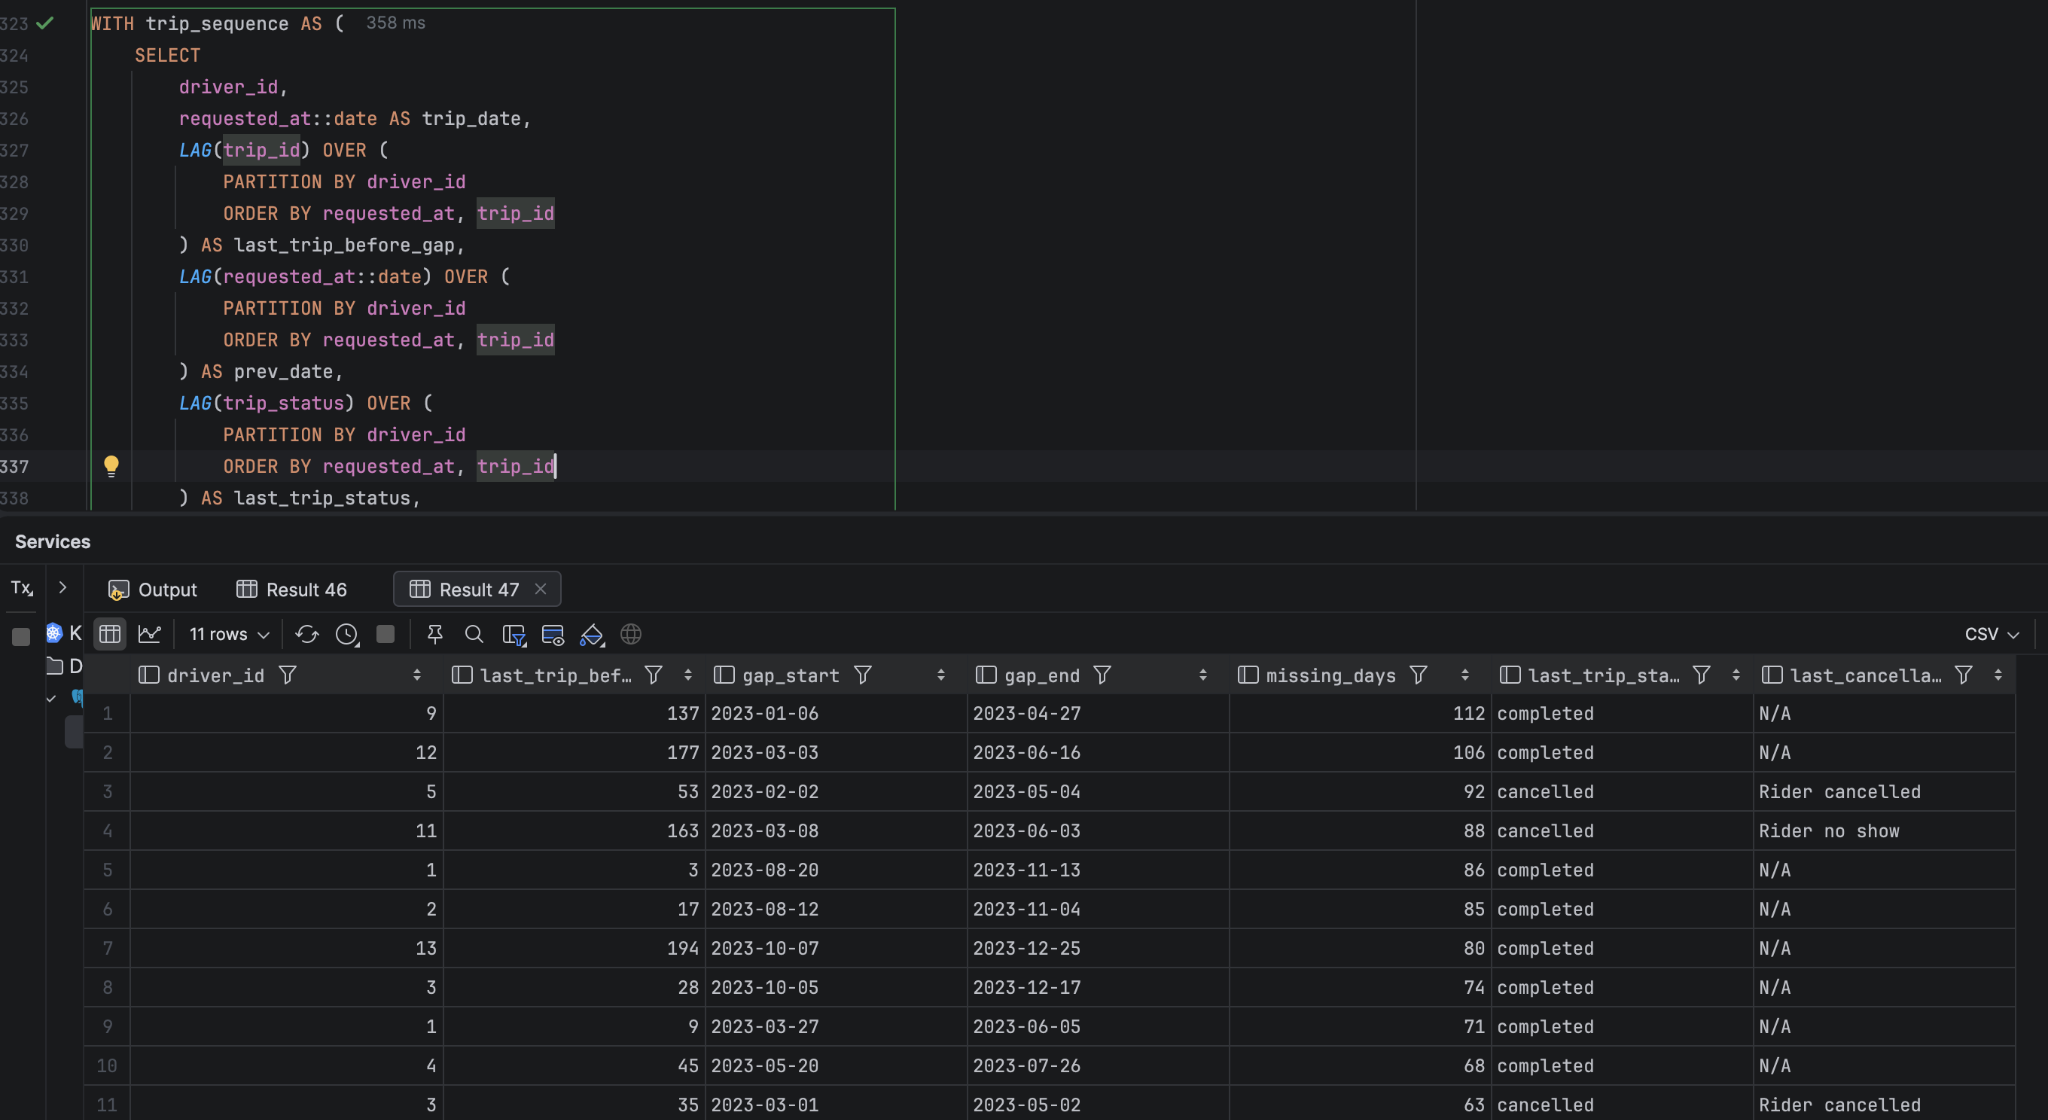 323 WITH trip_sequence AS ( 358 ms
324 SELECT
325 driver_id,
326 requested_at::date AS trip_date,
327 LAG(trip_id) OVER (
328 PARTITION BY driver_id
329 ORDER BY requested_at, trip_id
330 ) AS last_trip_before_gap,
331 LAG(requested_at::date) OVER (
332 PARTITION BY driver_id
333 ORDER BY requested_at, trip_id
334 ) AS prev_date,
335 LAG(trip_status) OVER (
336 PARTITION BY driver_id
337 ORDER BY requested_at, trip_id
338 ) AS last_trip_status,
Services
Tx Output Result 46 Result 47
K 11 rows CSV
D
driver_id last_trip_bef… gap_start gap_end missing_days last_trip_sta… last_cancella…
1 9 137 2023-01-06 2023-04-27 112 completed N/A
2 12 177 2023-03-03 2023-06-16 106 completed N/A
3 5 53 2023-02-02 2023-05-04 92 cancelled Rider cancelled
4 11 163 2023-03-08 2023-06-03 88 cancelled Rider no show
5 1 3 2023-08-20 2023-11-13 86 completed N/A
6 2 17 2023-08-12 2023-11-04 85 completed N/A
7 13 194 2023-10-07 2023-12-25 80 completed N/A
8 3 28 2023-10-05 2023-12-17 74 completed N/A
9 1 9 2023-03-27 2023-06-05 71 completed N/A
10 4 45 2023-05-20 2023-07-26 68 completed N/A
11 3 35 2023-03-01 2023-05-02 63 cancelled Rider cancelled